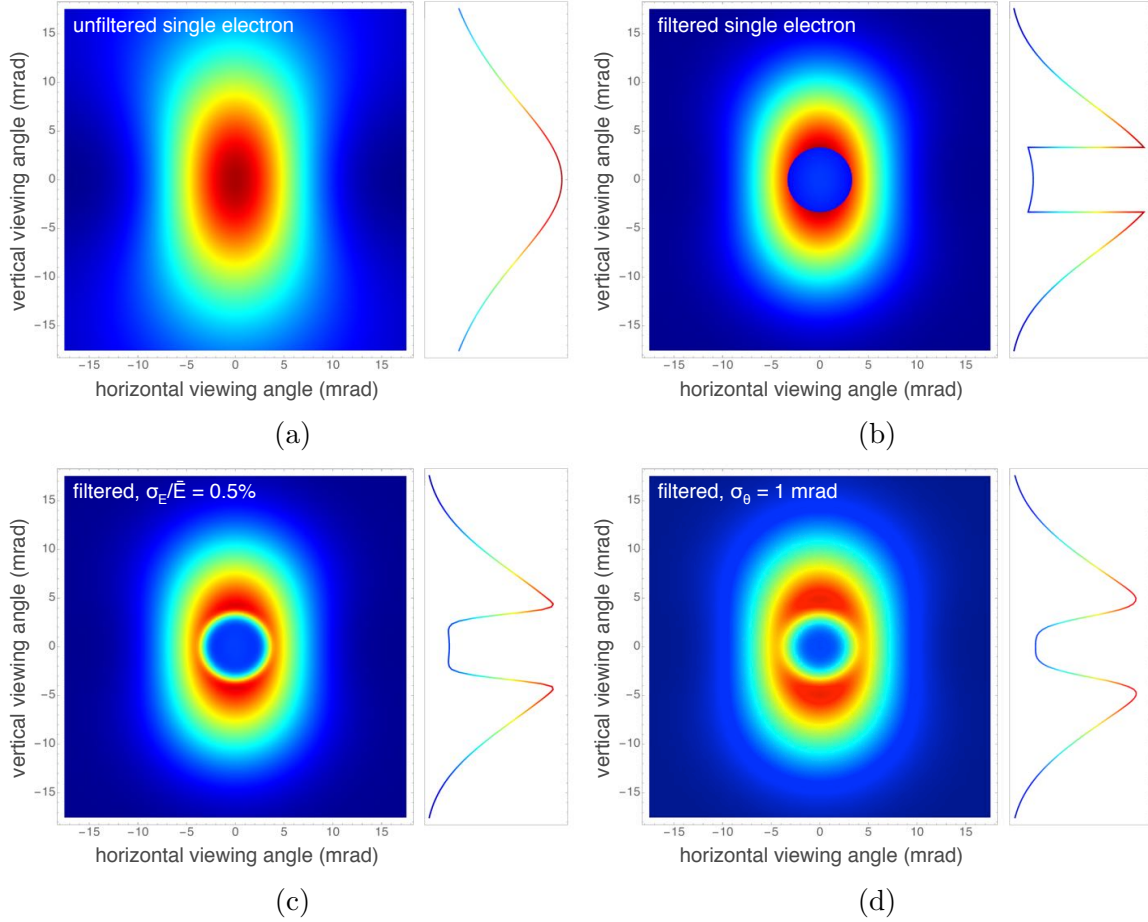 unfiltered single electron
vertical viewing angle (mrad)
15
10
5
0
−5
−10
−15
−15 −10 −5 0 5 10 15
horizontal viewing angle (mrad)
(a)
filtered single electron
vertical viewing angle (mrad)
15
10
5
0
−5
−10
−15
−15 −10 −5 0 5 10 15
horizontal viewing angle (mrad)
(b)
filtered, σ_E/Ē = 0.5%
vertical viewing angle (mrad)
15
10
5
0
−5
−10
−15
−15 −10 −5 0 5 10 15
horizontal viewing angle (mrad)
(c)
filtered, σ_θ = 1 mrad
vertical viewing angle (mrad)
15
10
5
0
−5
−10
−15
−15 −10 −5 0 5 10 15
horizontal viewing angle (mrad)
(d)